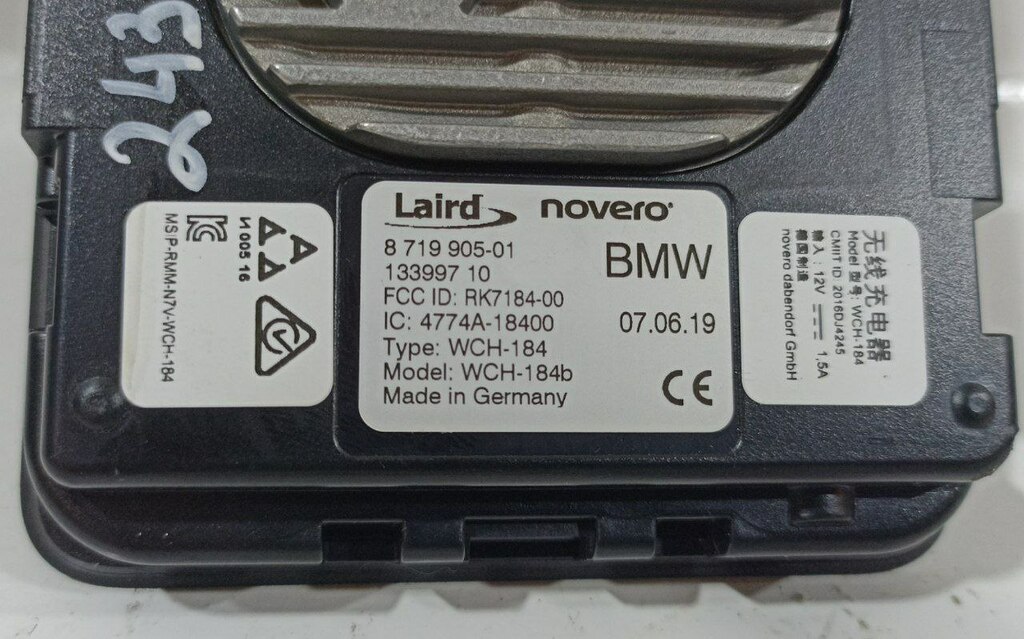 243
Laird novero
8 719 905-01
133997 10
BMW
FCC ID: RK7184-00
IC: 4774A-18400
07.06.19
Type: WCH-184
Model: WCH-184b
Made in Germany
CE
И 005 16
MSIP-RMM-N7V-WCH-184
无线充电器
Model 型号: WCH-184
CMIIT ID: 2016DJ4245
输入: 12V 1,5A
德国制造
novero dabendorf GmbH